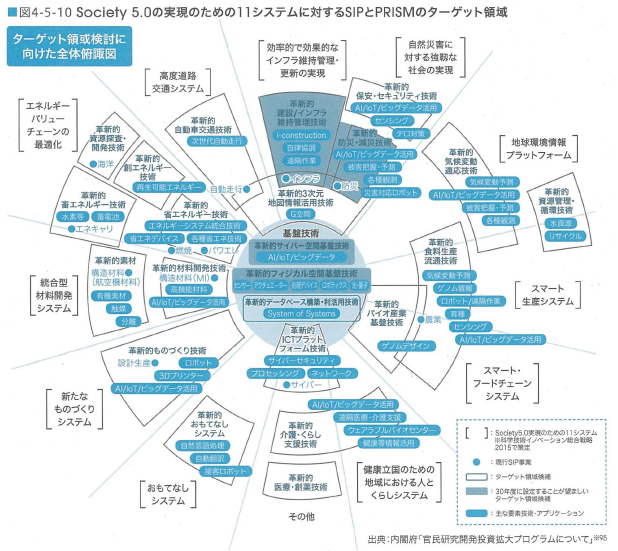 ■図4-5-10 Society 5.0の実現のための11システムに対するSIPとPRISMのターゲット領域
ターゲット領域検討に
向けた全体俯瞰図
効率的で効果的な
インフラ維持管理・
更新の実現
自然災害に
対する強靭な
社会の実現
高度道路
交通システム
エネルギー
バリュー
チェーンの
最適化
地球環境情報
プラットフォーム
スマート
生産システム
スマート・
フードチェーン
システム
健康立国のための
地域における人と
くらしシステム
その他
おもてなし
システム
新たな
ものづくり
システム
統合型
材料開発
システム
革新的
自動車交通技術
次世代自動走行
自動走行
革新的
建設/インフラ
維持管理技術
i-construction
自律協調
遠隔作業
インフラ
革新的
保安・セキュリティ技術
AI/IoT/ビッグデータ活用
センシング
テロ対策
革新的
防災・減災技術
AI/IoT/ビッグデータ活用
被害把握・予測
各種観測
災害対応ロボット
防災
革新的3次元
地図情報活用技術
G空間
革新的
気候変動
適応技術
気候変動予測
AI/IoT/ビッグデータ活用
被害把握・予測
各種観測
革新的
資源管理・
循環技術
水資源
リサイクル
革新的
資源探査・
開発技術
海洋
革新的
創エネルギー
技術
再生可能エネルギー
革新的
畜エネルギー技術
水素等
蓄電池
エネキャリ
革新的
省エネルギー技術
エネルギーシステム統合技術
省エネデバイス
各種省エネ技術
燃焼
パワエレ
基盤技術
革新的サイバー空間基盤技術
AI/IoT/ビッグデータ
革新的フィジカル空間基盤技術
センサー
アクチュエーター
処理デバイス
ロボティクス
光/量子
革新的データベース構築・利活用技術
System of Systems
革新的素材
構造材料
(航空機材料)
有機素材
触媒
分離
革新的材料開発技術
構造材料(MI)
高機能材料
AI/IoT/ビッグデータ活用
革新的
食料生産
流通技術
気候変動予測
ゲノム情報
ロボット/遠隔作業
育種
センシング
AI/IoT/ビッグデータ活用
農業
革新的
バイオ産業
基盤技術
ゲノムデザイン
革新的
ICTプラット
フォーム技術
サイバーセキュリティ
プロセッシング
ネットワーク
サイバー
革新的ものづくり技術
設計生産
ロボット
3Dプリンター
AI/IoT/ビッグデータ活用
革新的
おもてなし
システム
自然言語処理
自動翻訳
接客ロボット
革新的
介護・くらし
支援技術
AI/IoT/ビッグデータ活用
遠隔医療・介護支援
ウェアラブルバイオセンター
健康等情報活用
革新的
医療・創薬技術
[ ]:Society5.0実現のための11システム
※科学技術イノベーション総合戦略
2015で策定
:現行SIP事業
:ターゲット領域候補
:30年度に設定することが望ましい
ターゲット領域候補
:主な要素技術・アプリケーション
出典:内閣府「官民研究開発投資拡大プログラムについて」※95